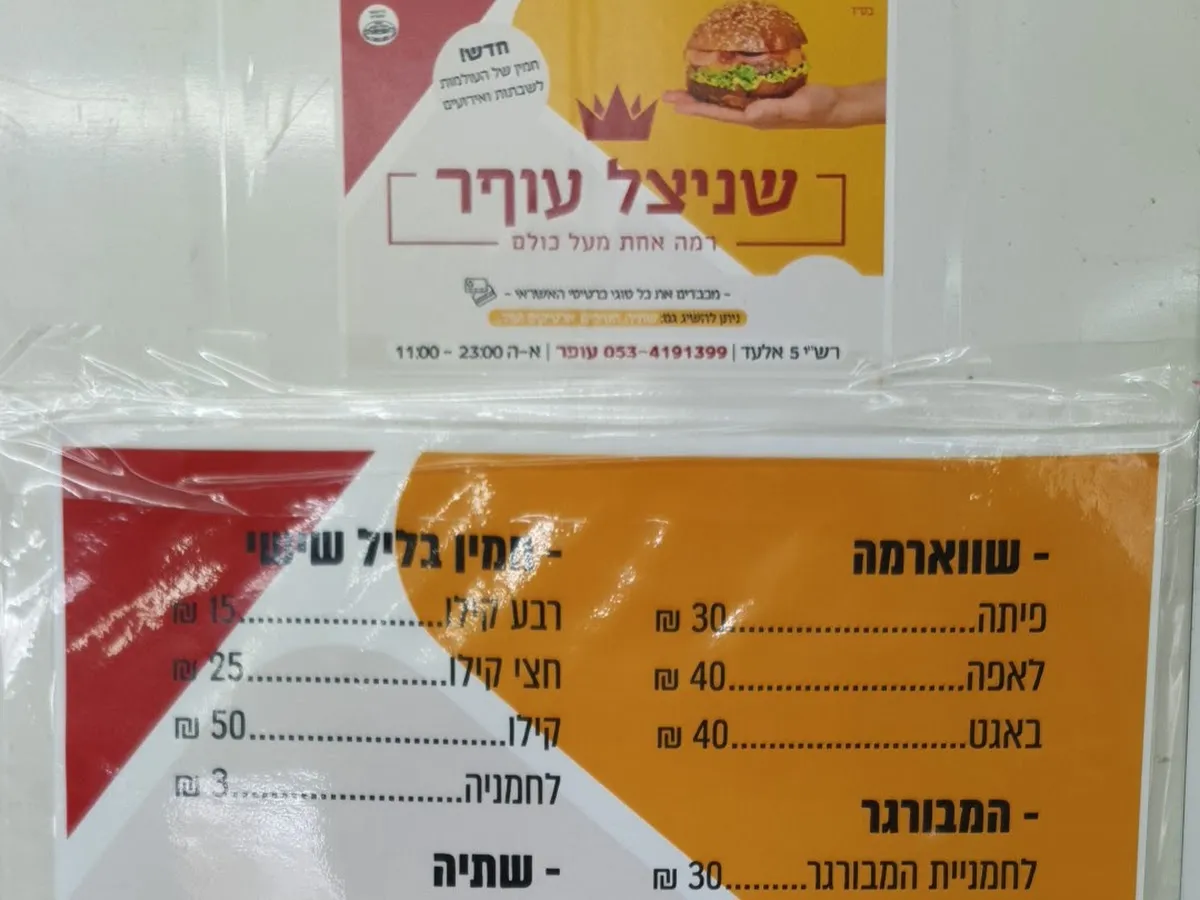 בס"ד
חדש!
חמין של העולמות
לשבתות ואירועים
שניצל עופר
רמה אחת מעל כולם
- מכבדים את כל סוגי כרטיסי האשראי -
ניתן להשיג גם:
רש"י 5 אלעד | 053-4191399 עופר | א-ה 23:00 - 11:00
- שווארמה
פיתה............................30 ₪
לאפה............................40 ₪
באגט............................40 ₪
- המבורגר
לחמניית המבורגר..........30 ₪
- חמין בליל שישי
רבע קילו........................15 ₪
חצי קילו........................25 ₪
קילו...............................50 ₪
לחמניה...........................3 ₪
- שתיה